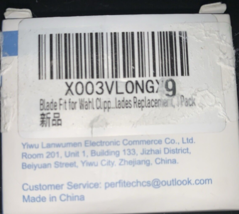 X003VLONGX9
Blade Fit for Wahl Clipp...lades Replacement, Pack
新品
Yiwu Lanwumen Electronic Commerce Co., Ltd.
Room 201, Unit 1, Building 133, Jizhai District,
Beiyuan Street, Yiwu City, Zhejiang, China.
Customer Service: perfitechcs@outlook.com
Made in China